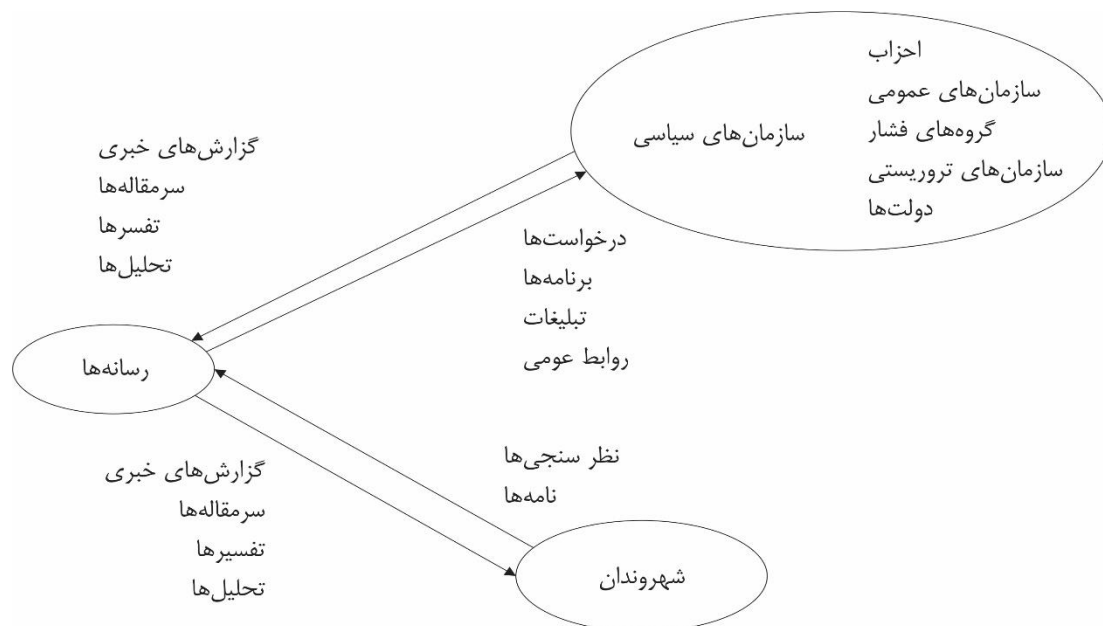 احزاب
سازمان‌های عمومی
گروه‌های فشار
سازمان‌های تروریستی
دولت‌ها
سازمان‌های سیاسی
گزارش‌های خبری
سرمقاله‌ها
تفسرها
تحلیل‌ها
درخواست‌ها
برنامه‌ها
تبلیغات
روابط عومی
رسانه‌ها
نظر سنجی‌ها
نامه‌ها
گزارش‌های خبری
سرمقاله‌ها
تفسیرها
تحلیل‌ها
شهروندان